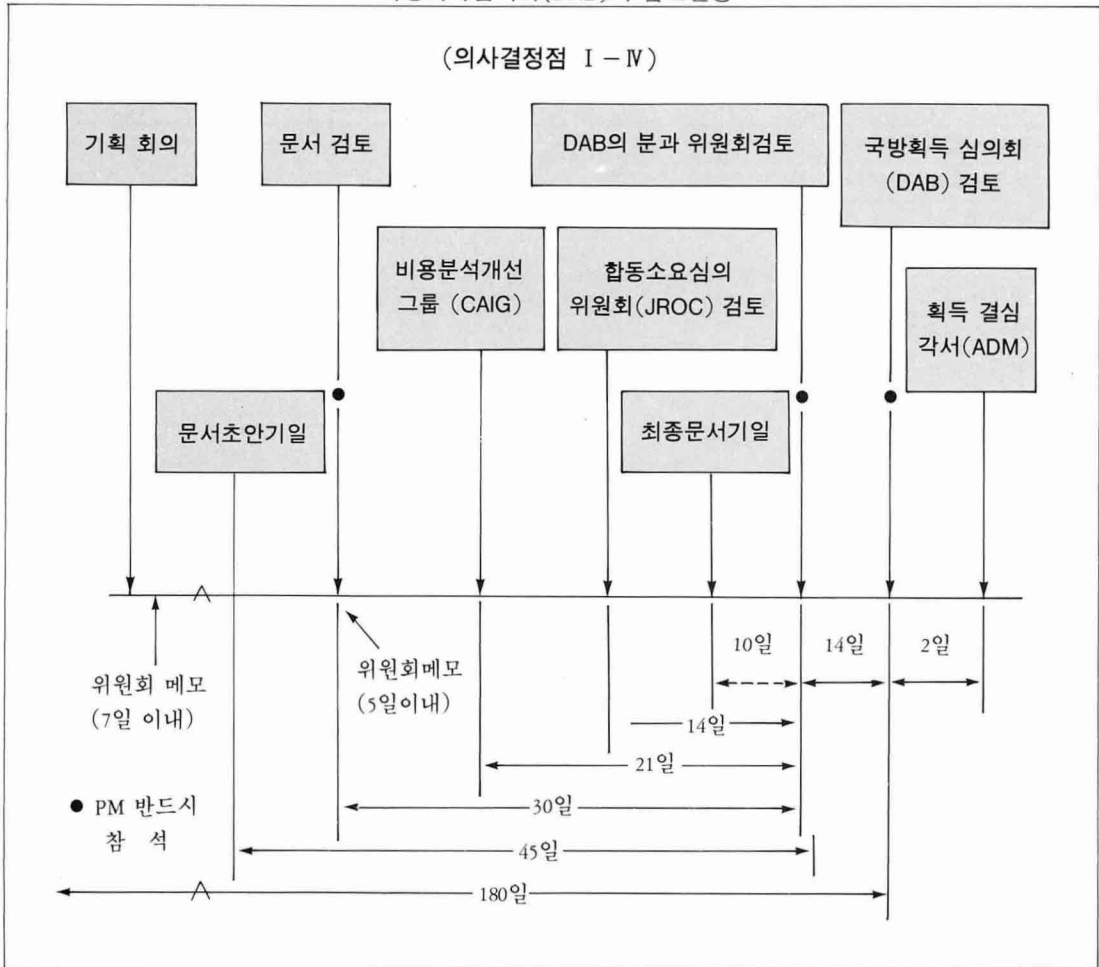 (의사결정점 Ⅰ-Ⅳ)
기획 회의
문서 검토
DAB의 분과 위원회검토
국방획득 심의회
(DAB) 검토
비용분석개선
그룹 (CAIG)
합동소요심의
위원회(JROC) 검토
획득 결심
각서(ADM)
문서초안기일
최종문서기일
위원회 메모
(7일 이내)
위원회메모
(5일이내)
10일
14일
2일
14일
21일
30일
45일
180일
● PM 반드시
참 석